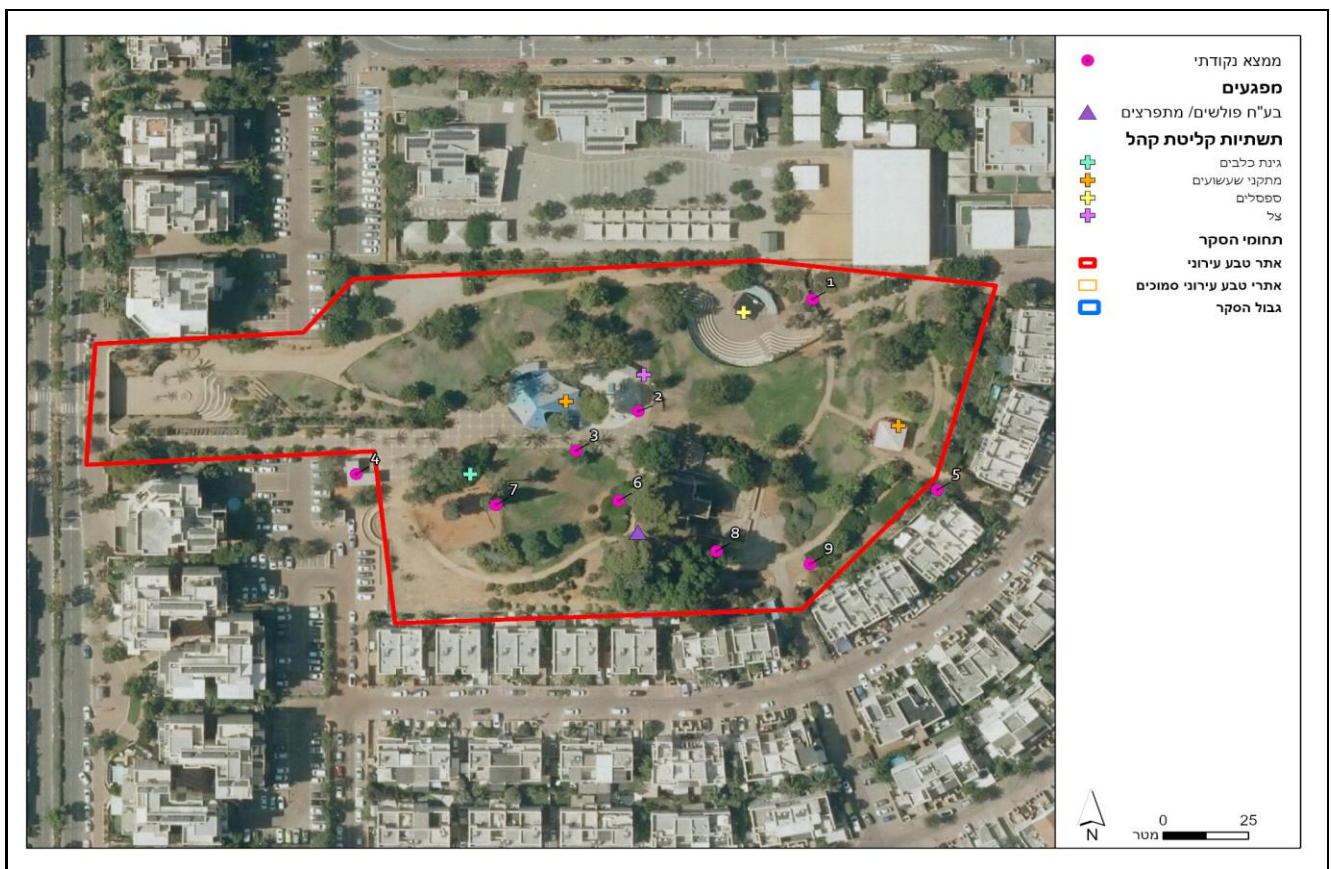 ממצא נקודתי
מפגעים
בע"ח פולשים/ מתפרצים
תשתיות קליטת קהל
גינת כלבים
מתקני שעשועים
ספסלים
צל
תחומי הסקר
אתר טבע עירוני
אתרי טבע עירוני סמוכים
גבול הסקר
1
2
3
4
5
6
7
8
9
N
0 25
מטר